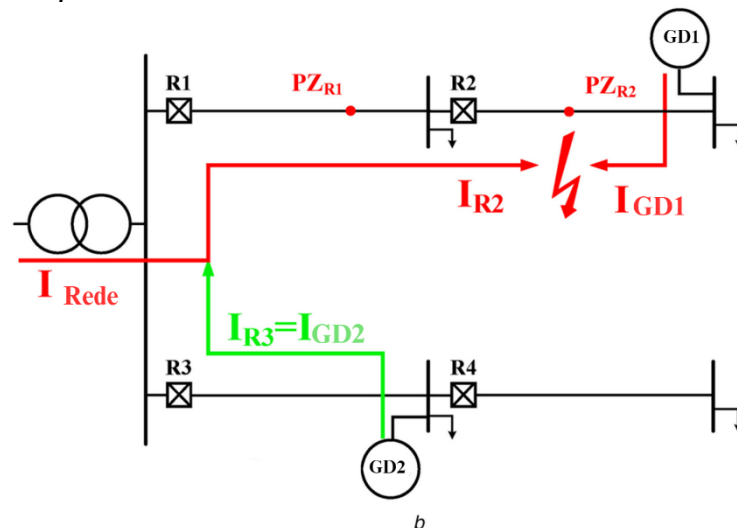 GD1
R1
PZR1
R2
PZR2
IR2
IGD1
I Rede
IR3=IGD2
R3
R4
GD2
b